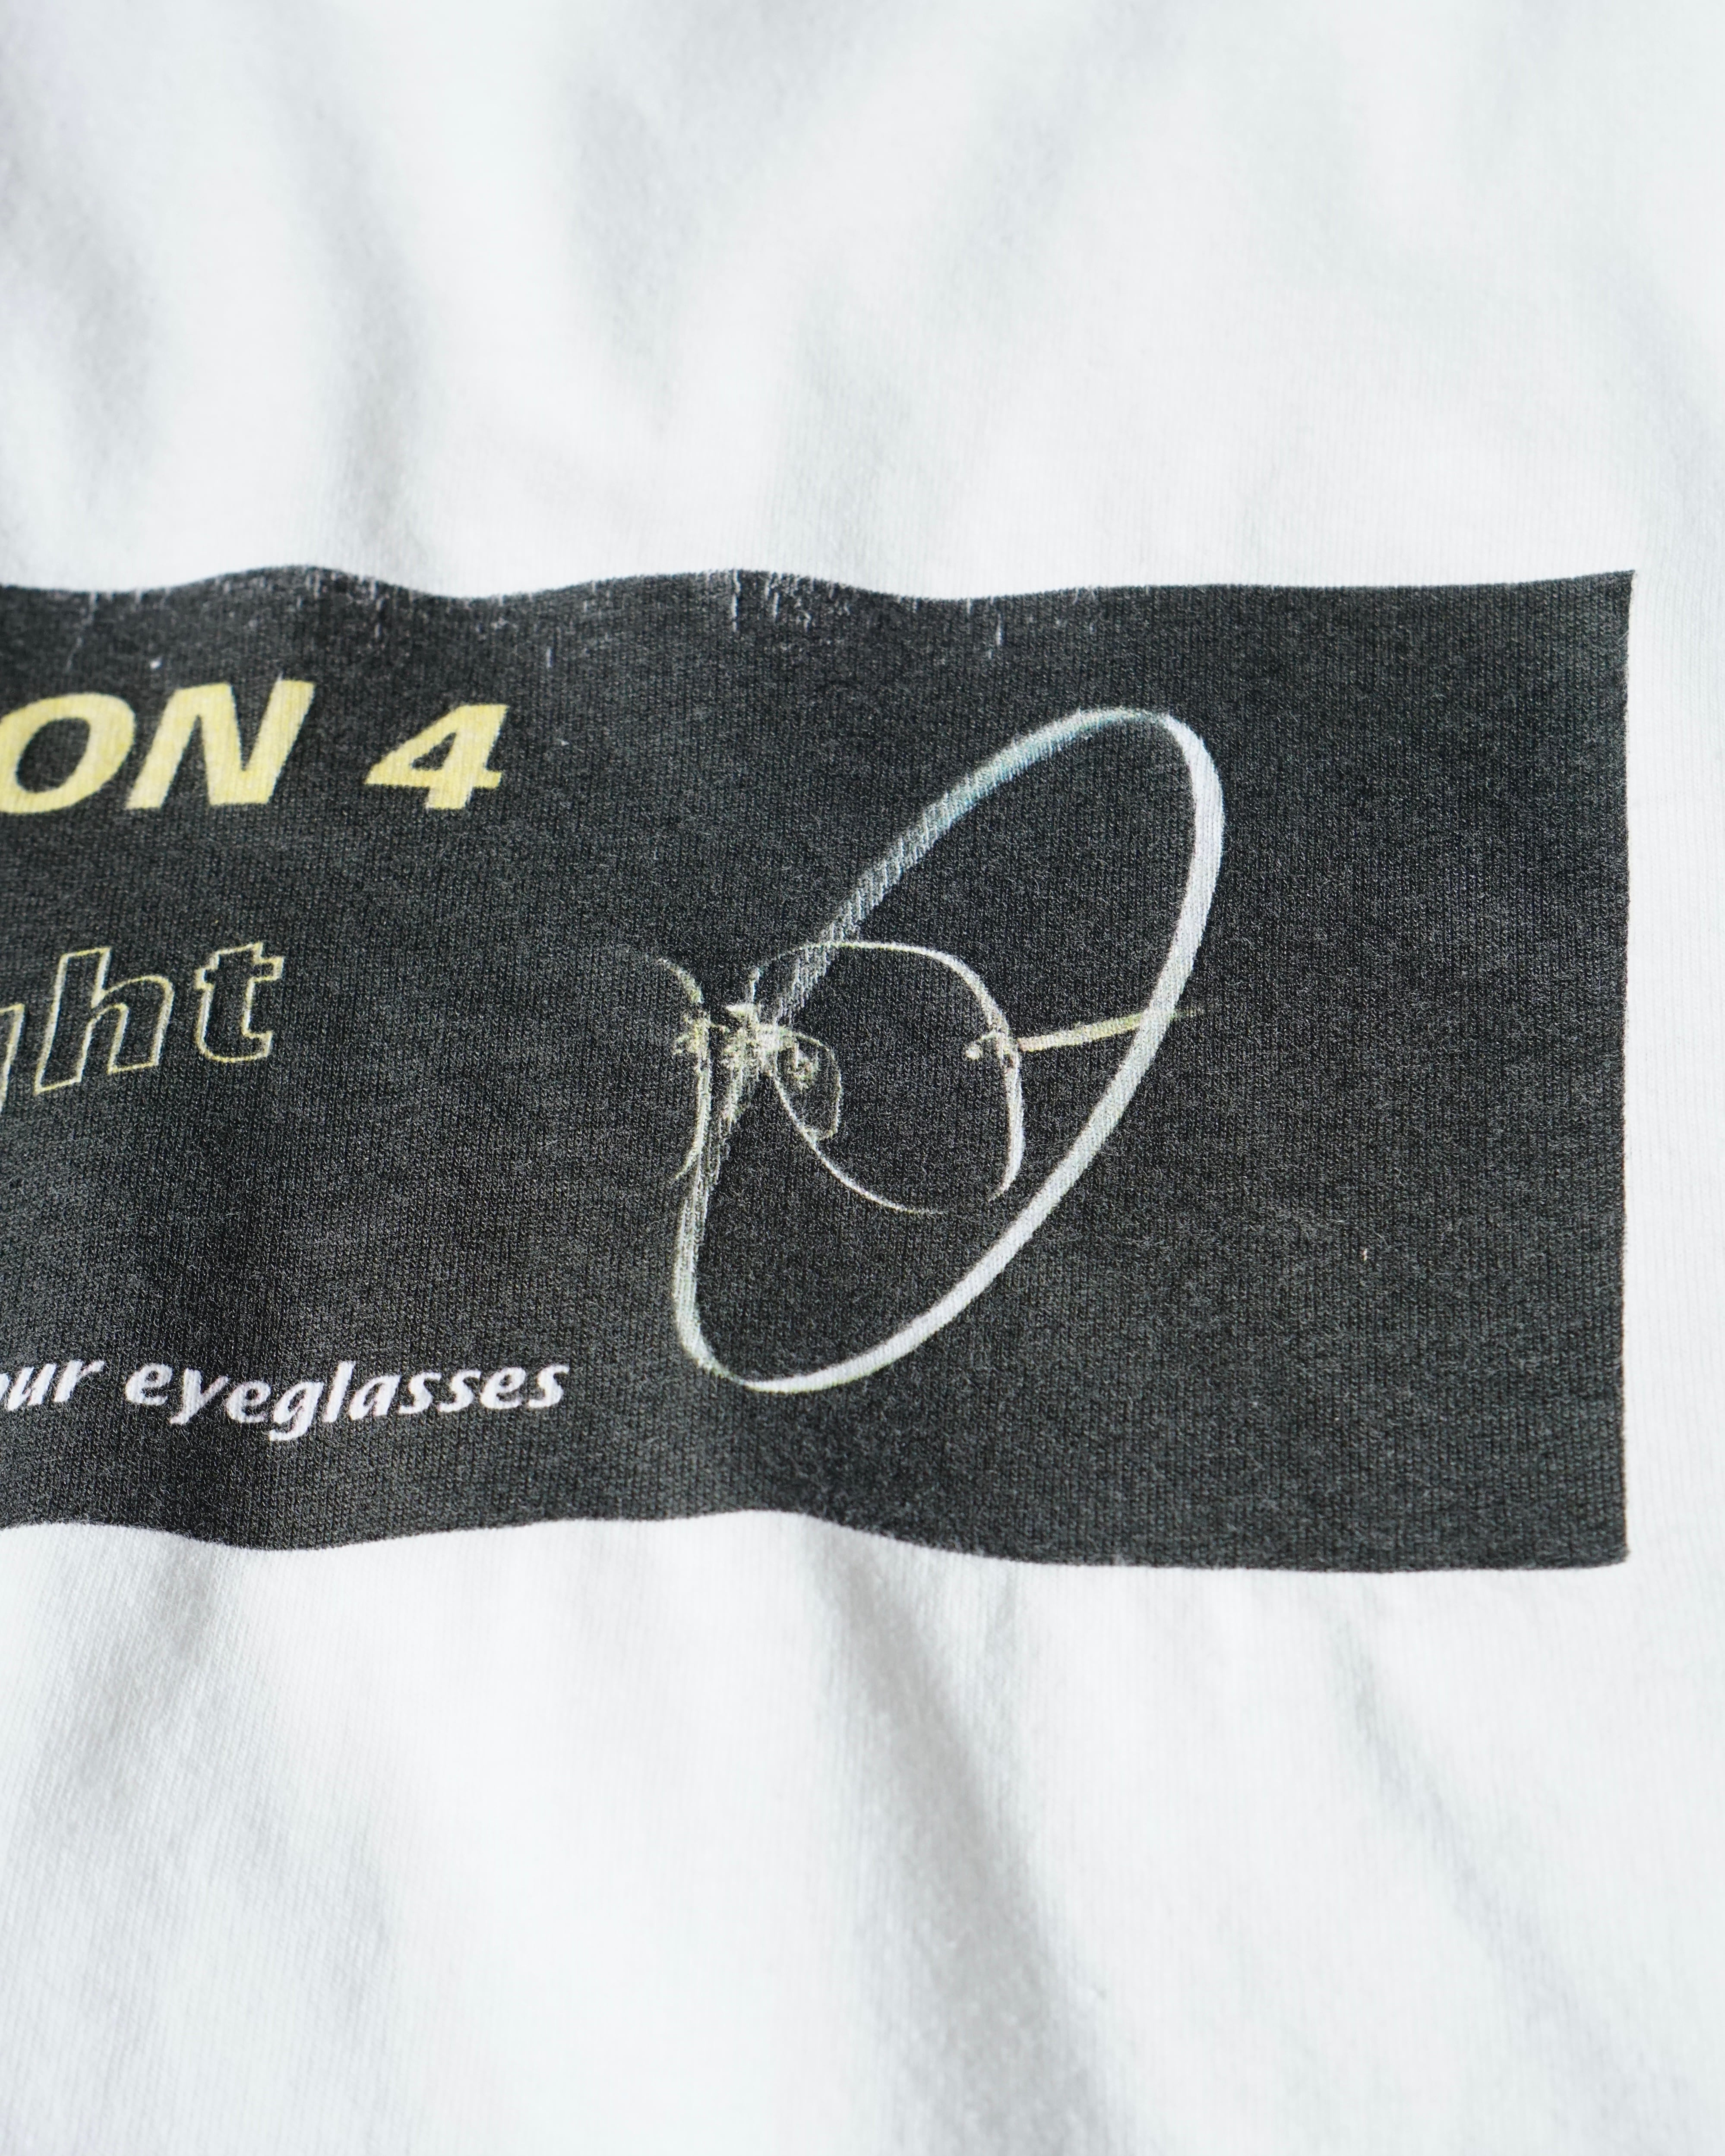 ON 4
ght
ur eyeglasses